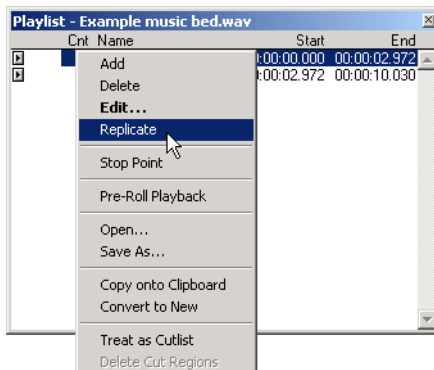 Playlist - Example music bed.wav
Cnt Name Start End
:00:00.000 00:00:02.972
:00:02.972 00:00:10.030
Add
Delete
Edit...
Replicate
Stop Point
Pre-Roll Playback
Open...
Save As...
Copy onto Clipboard
Convert to New
Treat as Cutlist
Delete Cut Regions